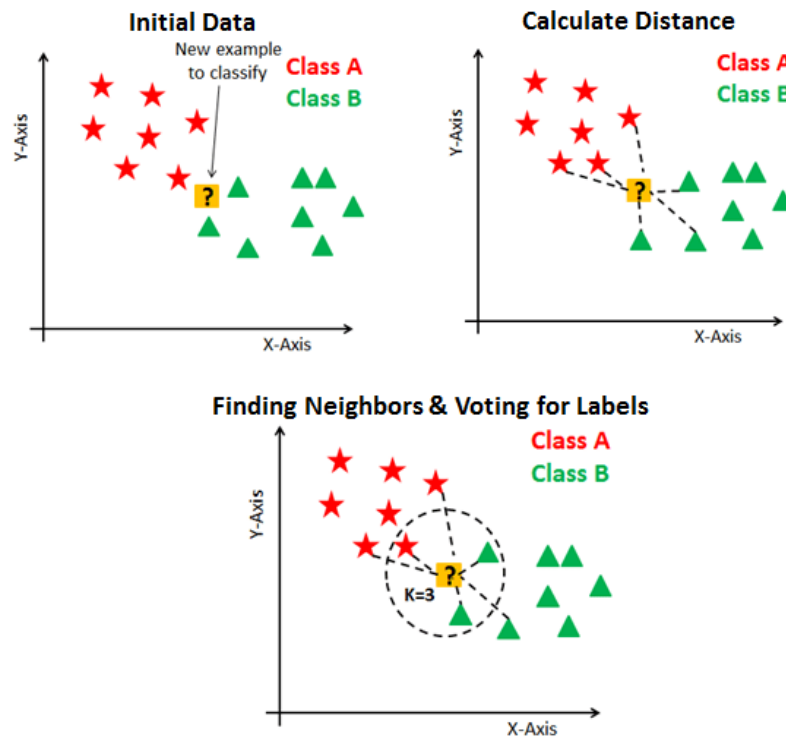 Initial Data
New example
to classify
Class A
Class B
?
Y-Axis
X-Axis
Calculate Distance
Class A
Class B
?
Y-Axis
X-Axis
Finding Neighbors & Voting for Labels
Class A
Class B
?
K=3
Y-Axis
X-Axis